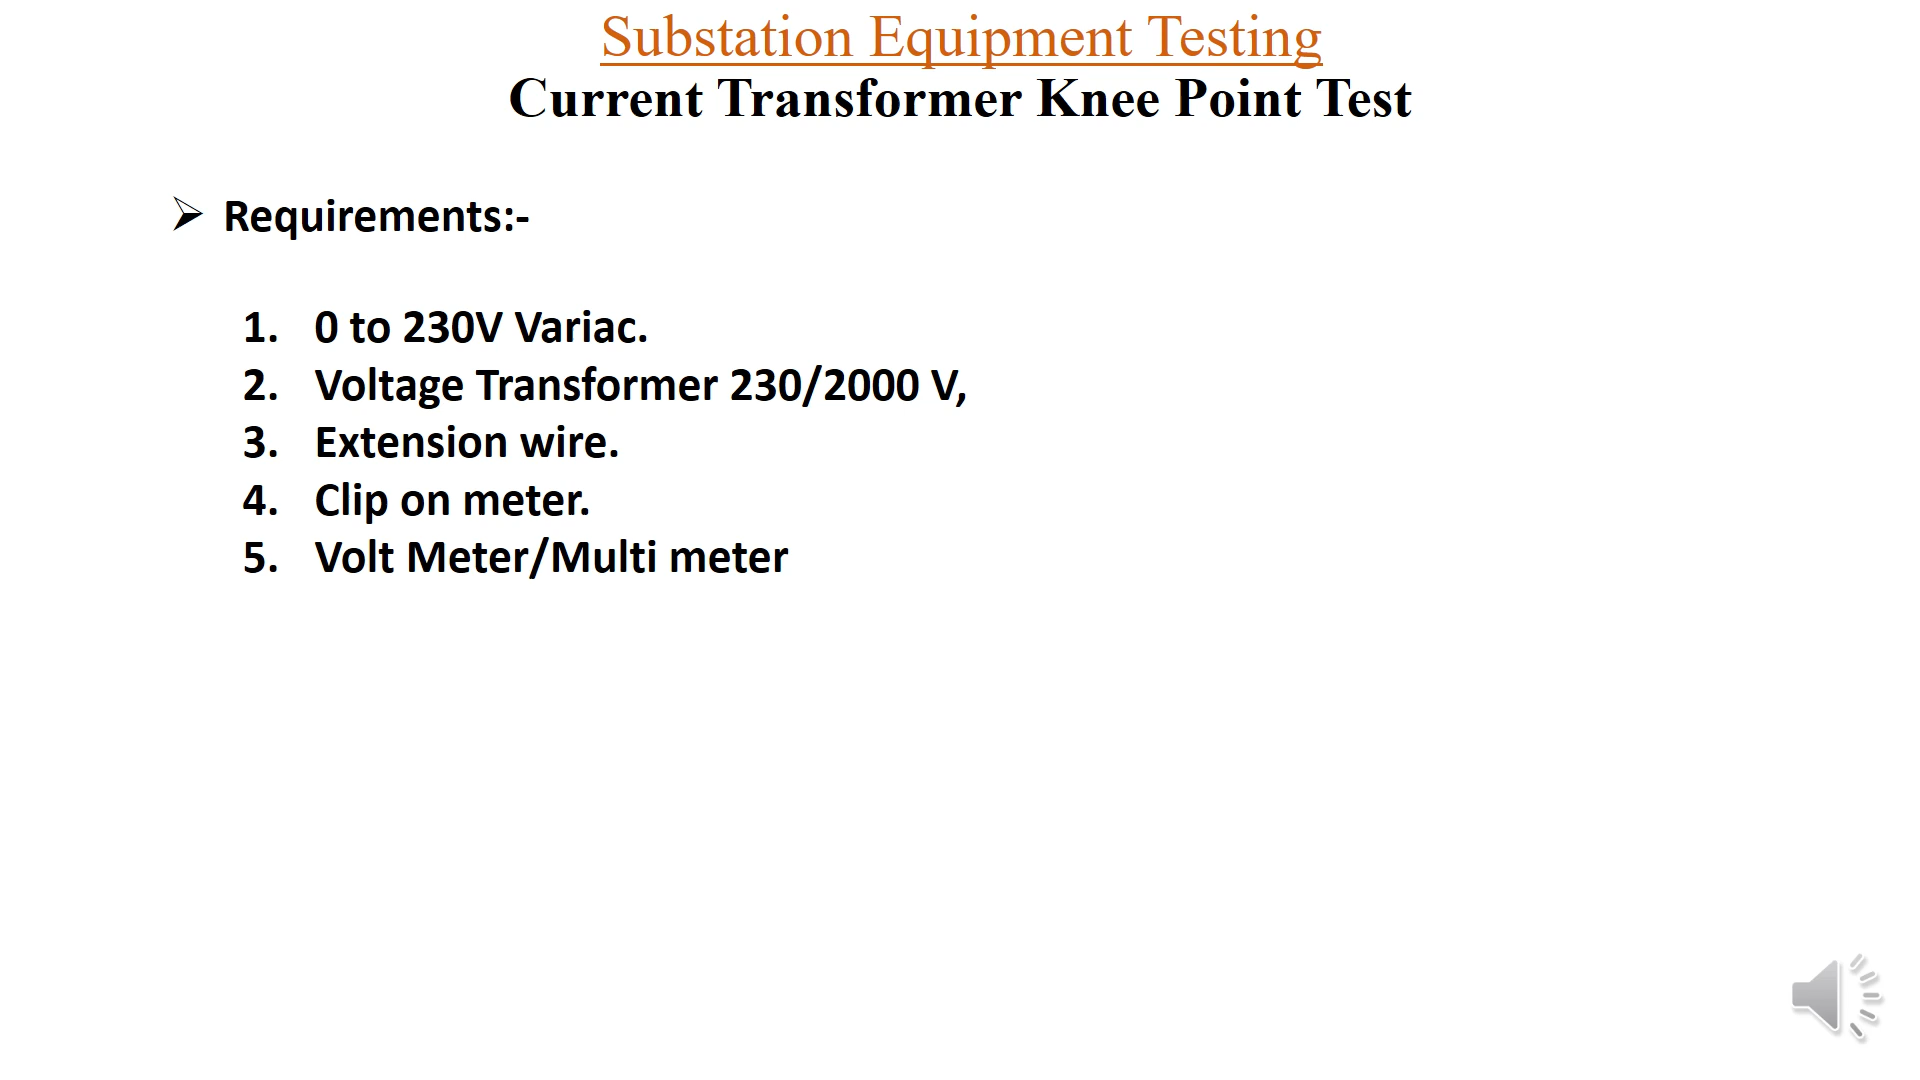 Substation Equipment Testing
Current Transformer Knee Point Test
➢ Requirements:-
1. 0 to 230V Variac.
2. Voltage Transformer 230/2000 V,
3. Extension wire.
4. Clip on meter.
5. Volt Meter/Multi meter